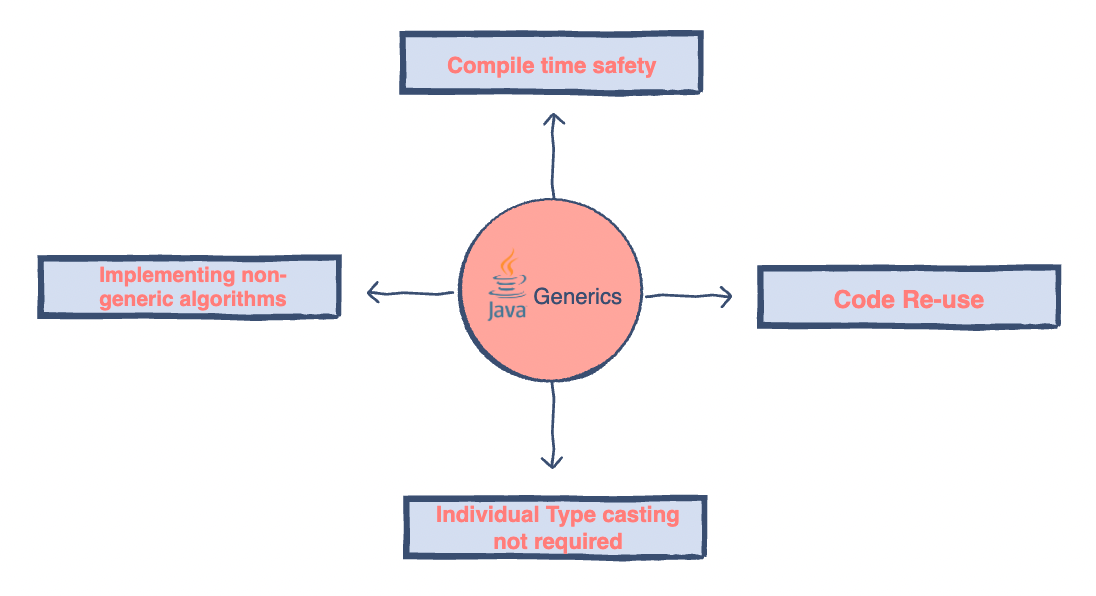 Compile time safety
Implementing non-
generic algorithms
Java
Generics
Code Re-use
Individual Type casting
not required